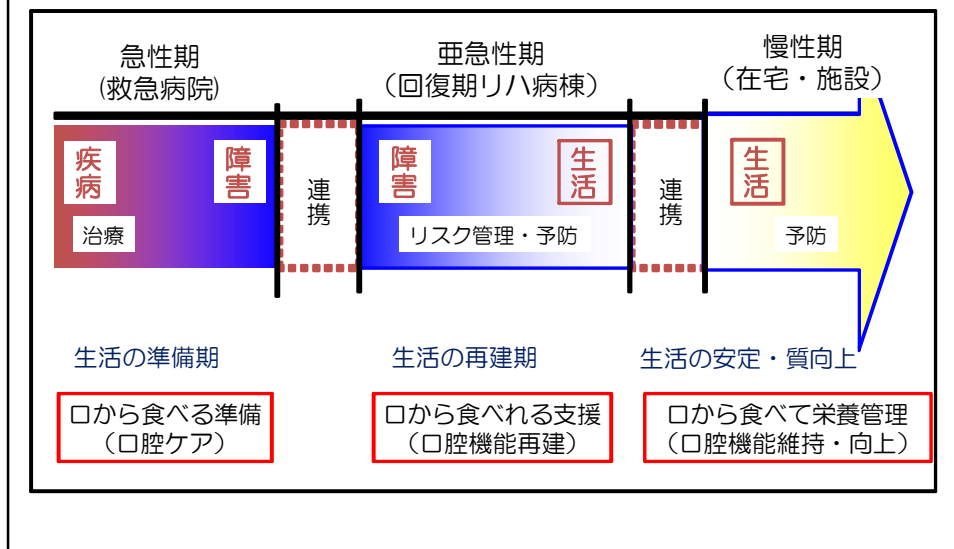 急性期
(救急病院)
亜急性期
（回復期リハ病棟）
慢性期
（在宅・施設）
疾病
障害
治療
連携
障害
生活
リスク管理・予防
連携
生活
予防
生活の準備期
生活の再建期
生活の安定・質向上
口から食べる準備
（口腔ケア）
口から食べれる支援
（口腔機能再建）
口から食べて栄養管理
（口腔機能維持・向上）